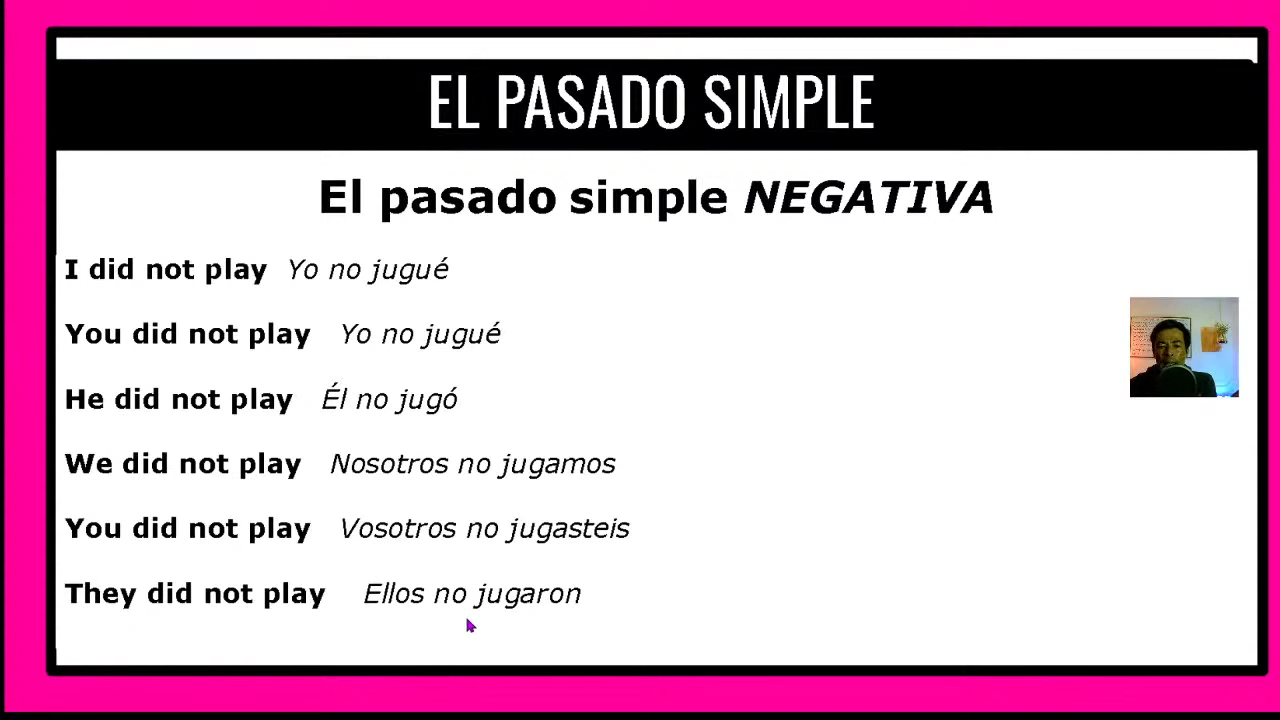 EL PASADO SIMPLE
El pasado simple NEGATIVA
I did not play Yo no jugué
You did not play Yo no jugué
He did not play Él no jugó
We did not play Nosotros no jugamos
You did not play Vosotros no jugasteis
They did not play Ellos no jugaron